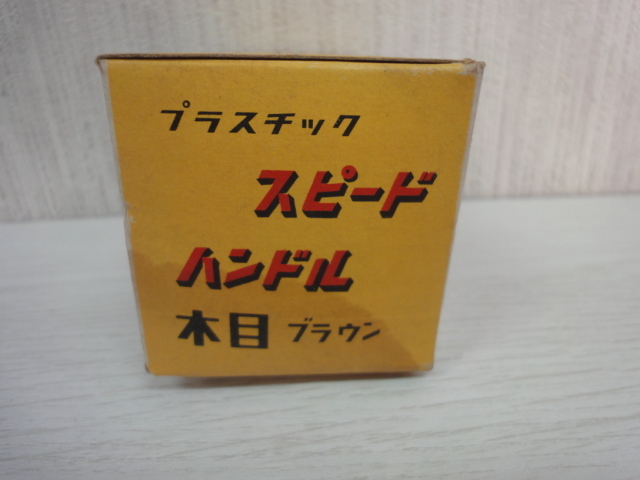 プラスチック
スピード
ハンドル
木目 ブラウン